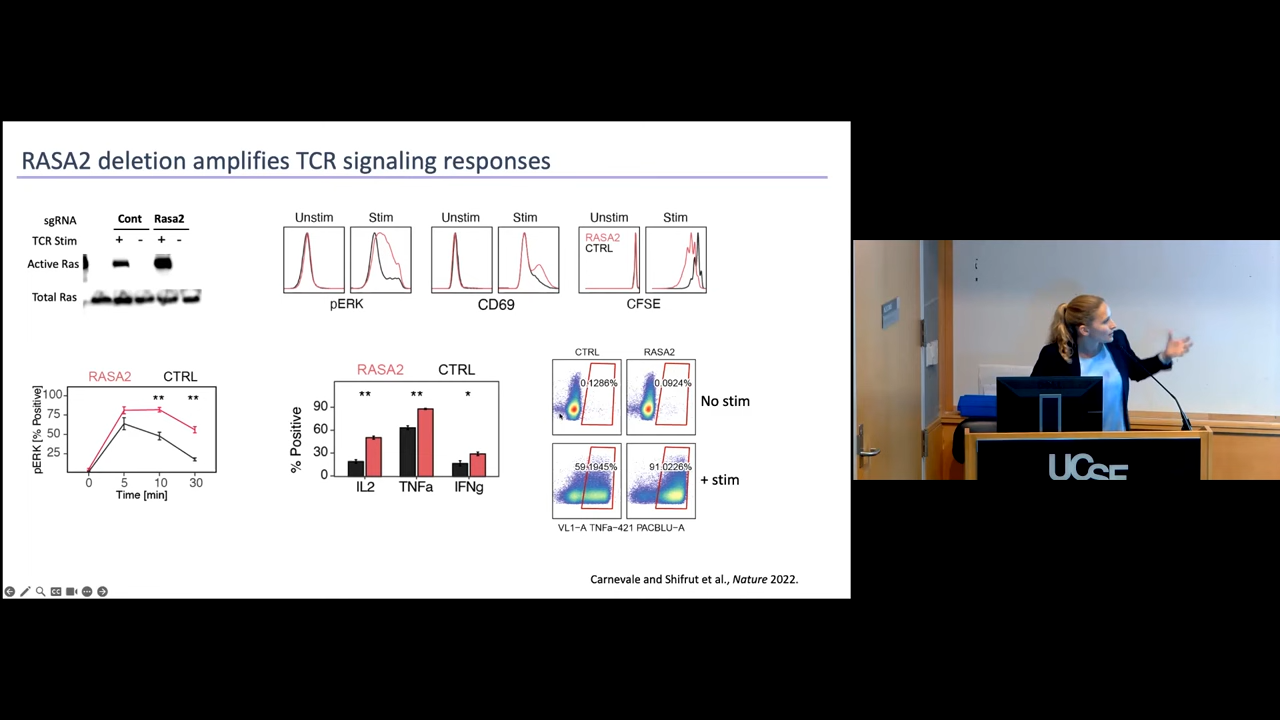 RASA2 deletion amplifies TCR signaling responses
sgRNA Cont Rasa2
TCR Stim + - + -
Active Ras
Total Ras
Unstim Stim Unstim Stim Unstim Stim
RASA2
CTRL
pERK CD69 CFSE
RASA2 CTRL
pERK [% Positive]
100
75
50
25
** **
0 5 10 30
Time [min]
RASA2 CTRL
% Positive
90
60
30
0
** ** *
IL2 TNFa IFNg
CTRL RASA2
0.1286% 0.0924%
No stim
59.1945% 91.0226%
+ stim
VL1-A TNFa-421 PACBLU-A
Carnevale and Shifrut et al., Nature 2022.
UCSF